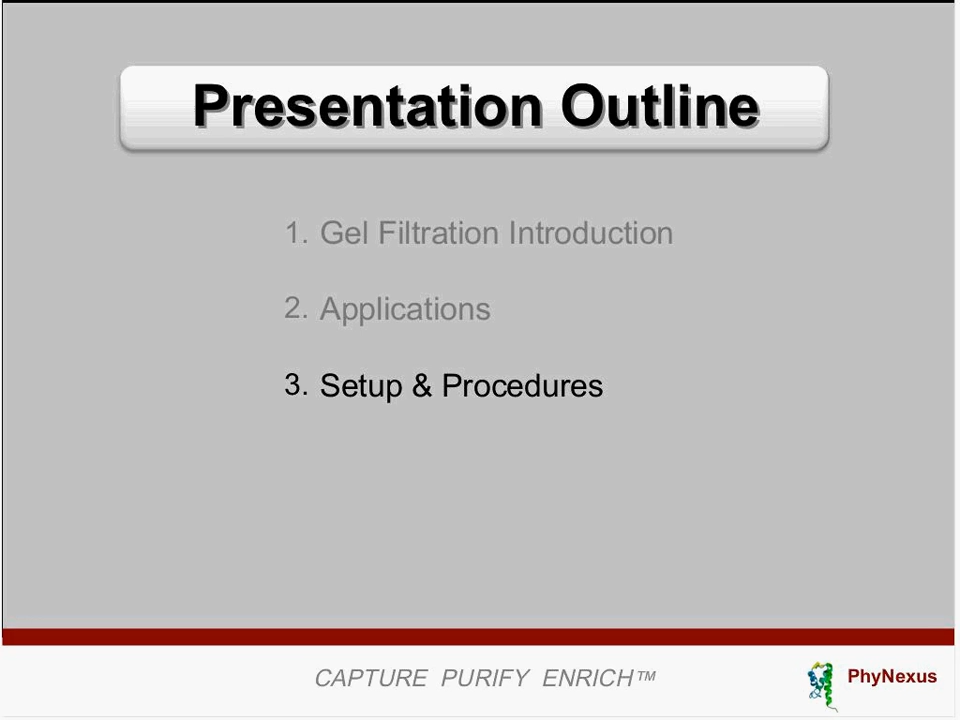 Presentation Outline
1. Gel Filtration Introduction
2. Applications
3. Setup & Procedures
CAPTURE PURIFY ENRICH™
PhyNexus